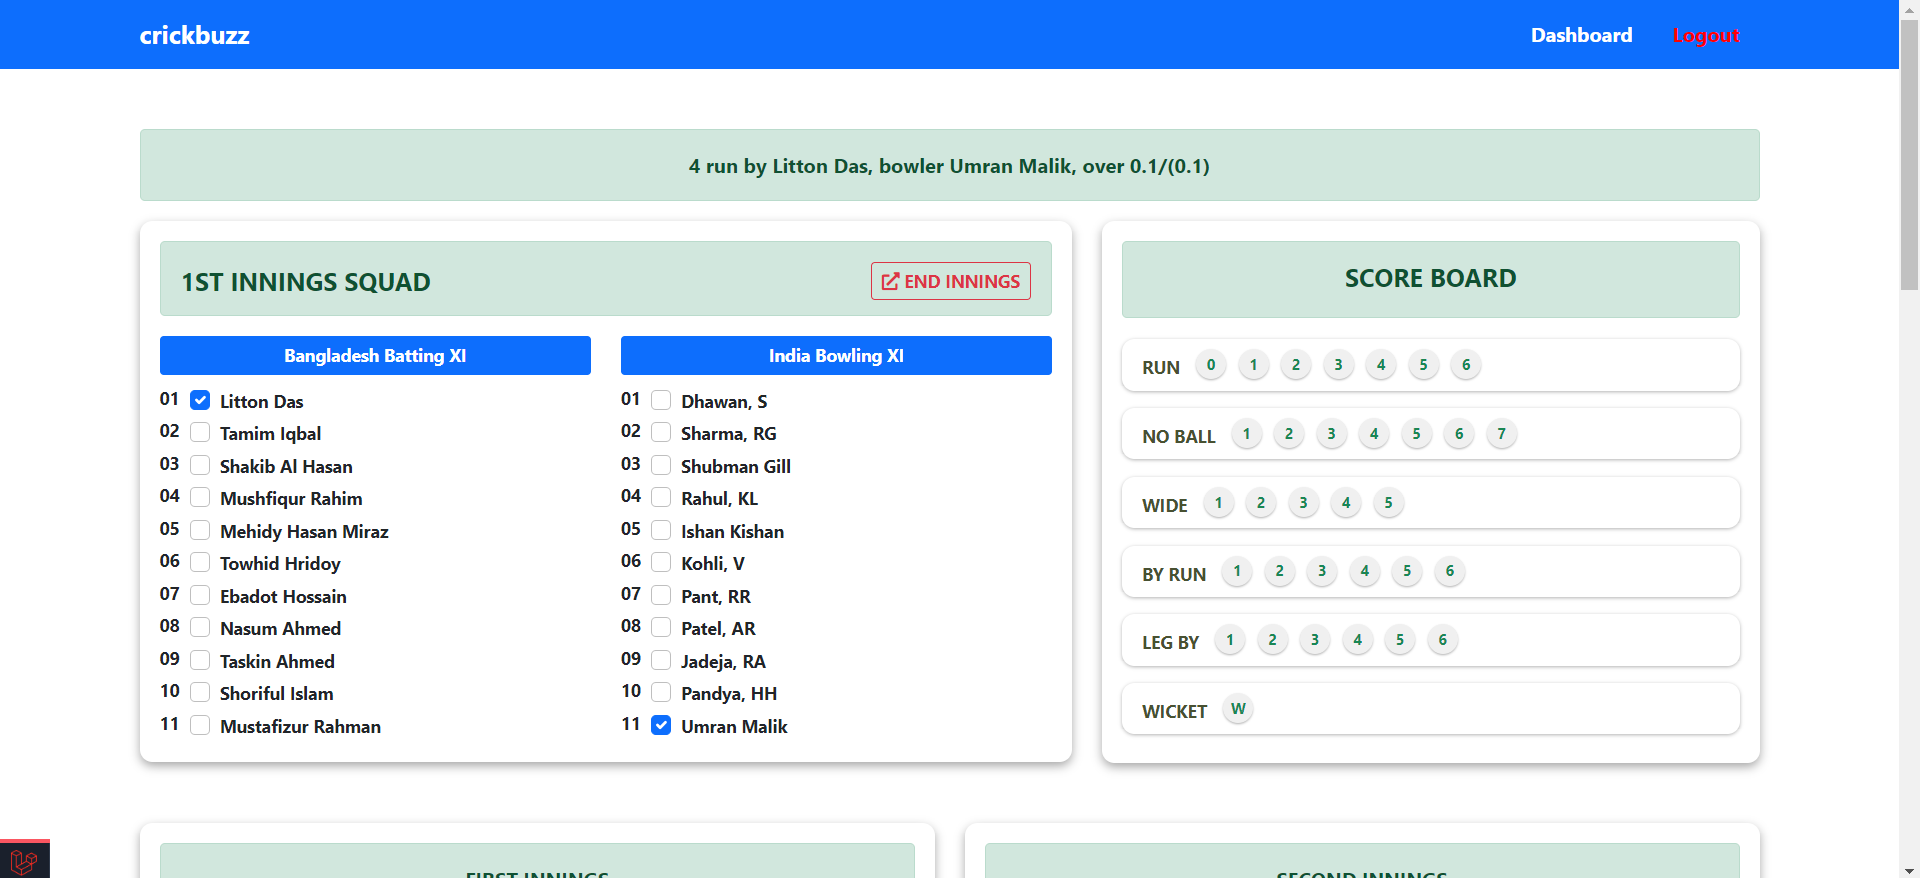 crickbuzz
Dashboard Logout
4 run by Litton Das, bowler Umran Malik, over 0.1/(0.1)
1ST INNINGS SQUAD
END INNINGS
Bangladesh Batting XI
01 Litton Das
02 Tamim Iqbal
03 Shakib Al Hasan
04 Mushfiqur Rahim
05 Mehidy Hasan Miraz
06 Towhid Hridoy
07 Ebadot Hossain
08 Nasum Ahmed
09 Taskin Ahmed
10 Shoriful Islam
11 Mustafizur Rahman
India Bowling XI
01 Dhawan, S
02 Sharma, RG
03 Shubman Gill
04 Rahul, KL
05 Ishan Kishan
06 Kohli, V
07 Pant, RR
08 Patel, AR
09 Jadeja, RA
10 Pandya, HH
11 Umran Malik
SCORE BOARD
RUN 0 1 2 3 4 5 6
NO BALL 1 2 3 4 5 6 7
WIDE 1 2 3 4 5
BY RUN 1 2 3 4 5 6
LEG BY 1 2 3 4 5 6
WICKET W
FIRST INNINGS
SECOND INNINGS